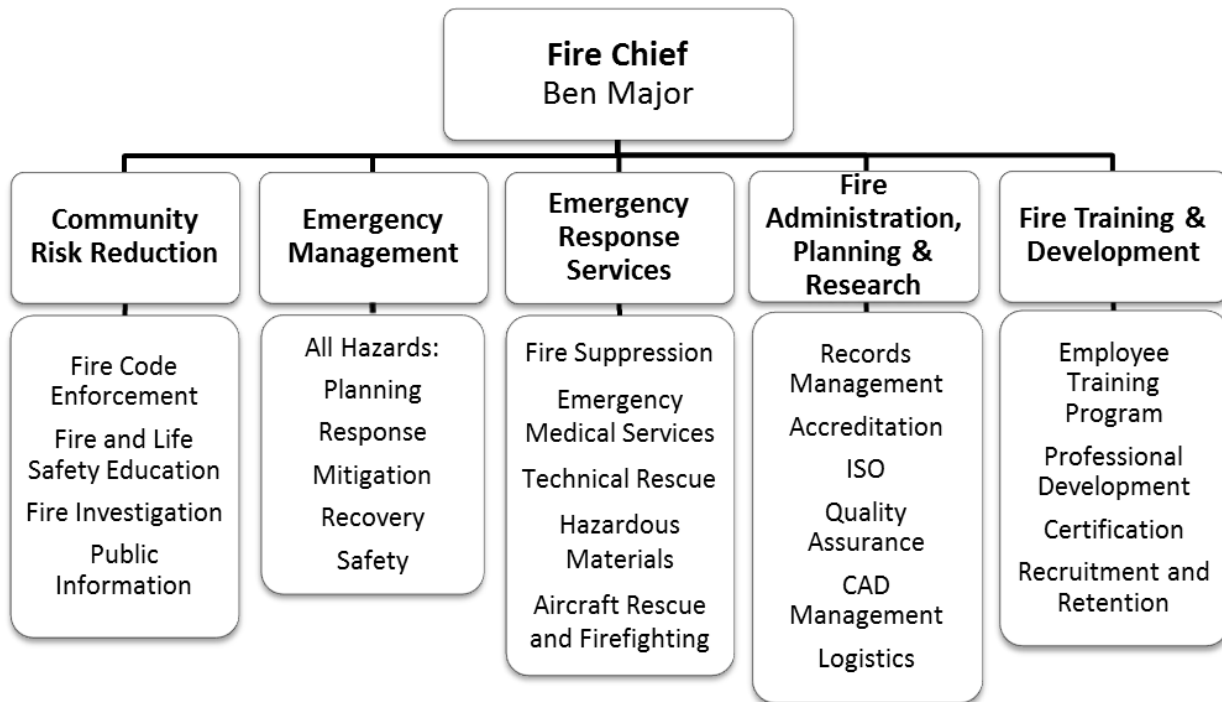 Fire Chief
Ben Major
Community
Risk Reduction
Emergency
Management
Emergency
Response
Services
Fire
Administration,
Planning &
Research
Fire Training &
Development
Fire Code
Enforcement
Fire and Life
Safety Education
Fire Investigation
Public
Information
All Hazards:
Planning
Response
Mitigation
Recovery
Safety
Fire Suppression
Emergency
Medical Services
Technical Rescue
Hazardous
Materials
Aircraft Rescue
and Firefighting
Records
Management
Accreditation
ISO
Quality
Assurance
CAD
Management
Logistics
Employee
Training
Program
Professional
Development
Certification
Recruitment and
Retention